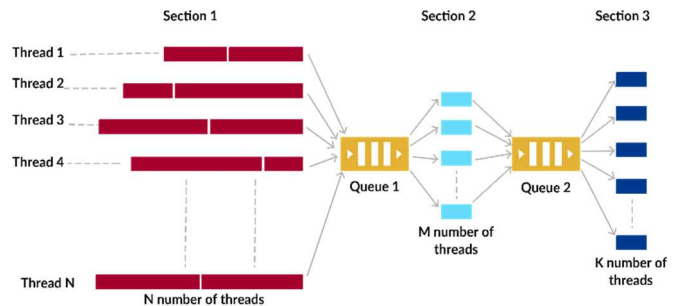 Section 1
Section 2
Section 3
Thread 1
Thread 2
Thread 3
Thread 4
Queue 1
Queue 2
M number of
threads
K number of
threads
Thread N
N number of threads